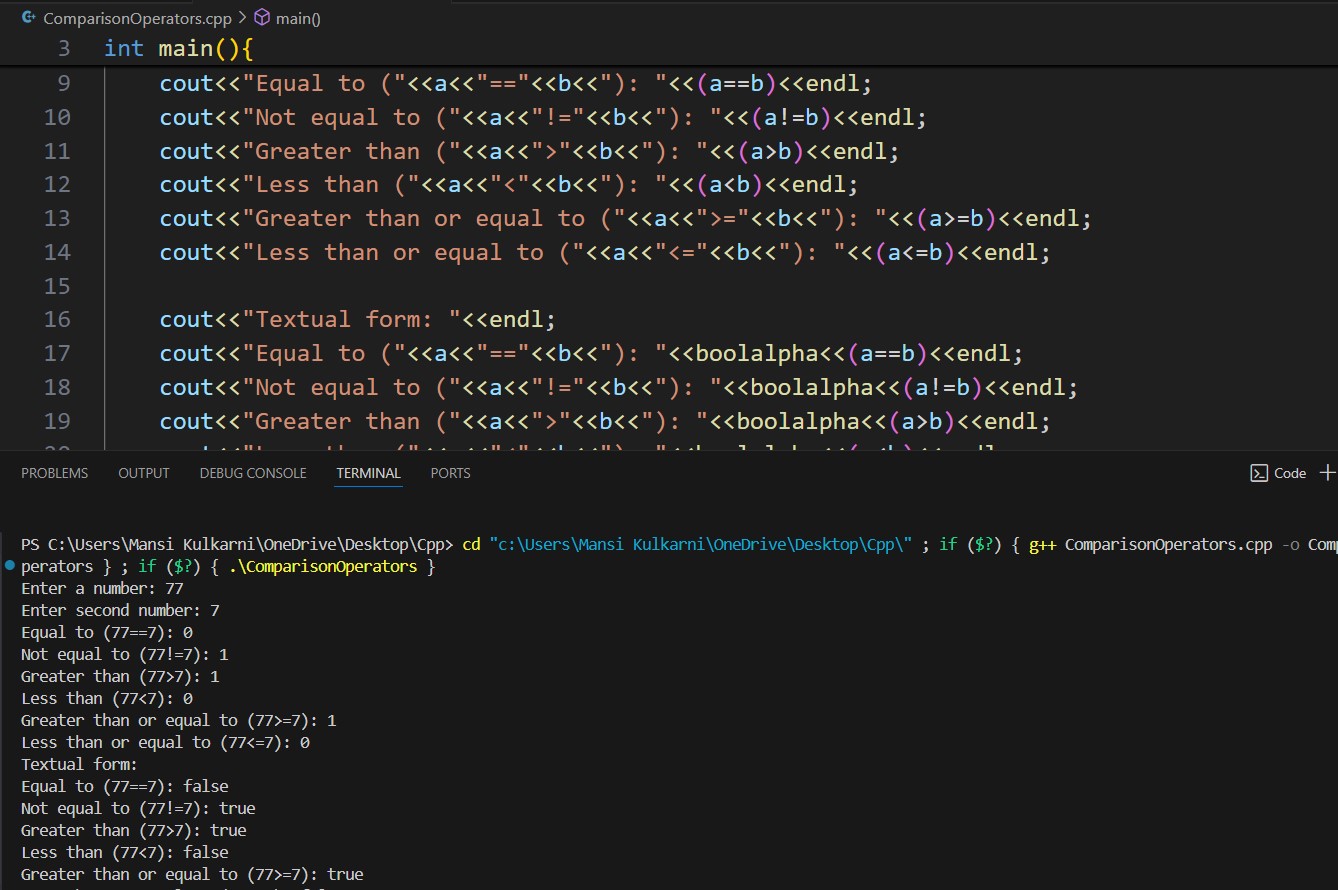 ComparisonOperators.cpp > main()
3 int main(){
9 cout<<"Equal to ("<<a<<"=="<<b<<"): "<<(a==b)<<endl;
10 cout<<"Not equal to ("<<a<<"!="<<b<<"): "<<(a!=b)<<endl;
11 cout<<"Greater than ("<<a<<">"<<b<<"): "<<(a>b)<<endl;
12 cout<<"Less than ("<<a<<"<"<<b<<"): "<<(a<b)<<endl;
13 cout<<"Greater than or equal to ("<<a<<">="<<b<<"): "<<(a>=b)<<endl;
14 cout<<"Less than or equal to ("<<a<<"<="<<b<<"): "<<(a<=b)<<endl;
15
16 cout<<"Textual form: "<<endl;
17 cout<<"Equal to ("<<a<<"=="<<b<<"): "<<boolalpha<<(a==b)<<endl;
18 cout<<"Not equal to ("<<a<<"!="<<b<<"): "<<boolalpha<<(a!=b)<<endl;
19 cout<<"Greater than ("<<a<<">"<<b<<"): "<<boolalpha<<(a>b)<<endl;
PROBLEMS OUTPUT DEBUG CONSOLE TERMINAL PORTS Code +
PS C:\Users\Mansi Kulkarni\OneDrive\Desktop\Cpp> cd "c:\Users\Mansi Kulkarni\OneDrive\Desktop\Cpp\" ; if ($?) { g++ ComparisonOperators.cpp -o Comp
perators } ; if ($?) { .\ComparisonOperators }
Enter a number: 77
Enter second number: 7
Equal to (77==7): 0
Not equal to (77!=7): 1
Greater than (77>7): 1
Less than (77<7): 0
Greater than or equal to (77>=7): 1
Less than or equal to (77<=7): 0
Textual form:
Equal to (77==7): false
Not equal to (77!=7): true
Greater than (77>7): true
Less than (77<7): false
Greater than or equal to (77>=7): true